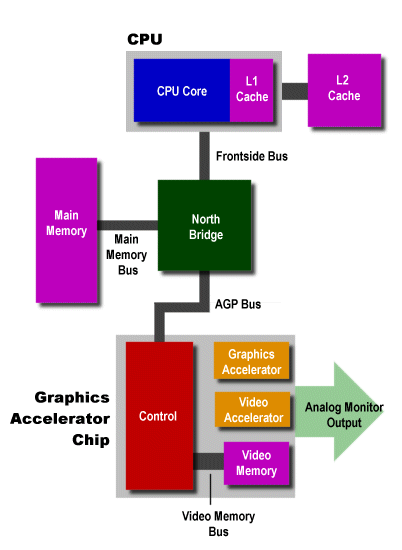 CPU
CPU Core
L1
Cache
L2
Cache
Frontside Bus
Main
Memory
North
Bridge
Main
Memory
Bus
AGP Bus
Graphics
Accelerator
Chip
Control
Graphics
Accelerator
Video
Accelerator
Analog Monitor
Output
Video
Memory
Video Memory
Bus